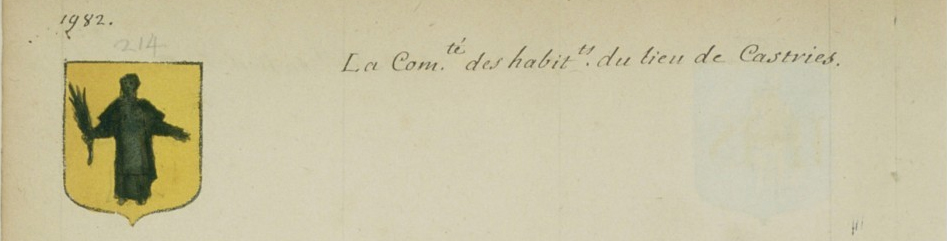 1982.
214
La Com.té des habit.ts du lieu de Castries.